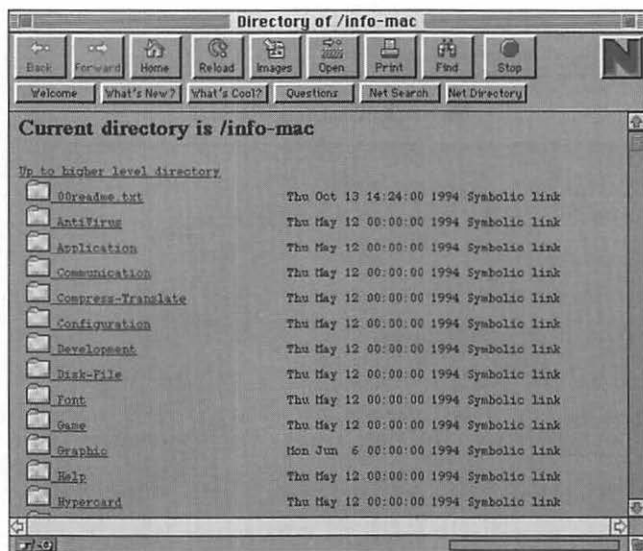 Directory of /info-mac
Back Forward Home Reload Images Open Print Find Stop
N
Welcome What's New? What's Cool? Questions Net Search Net Directory
Current directory is /info-mac
Up to higher level directory
00readme.txt Thu Oct 13 14:24:00 1994 Symbolic link
AntiVirus Thu May 12 00:00:00 1994 Symbolic link
Application Thu May 12 00:00:00 1994 Symbolic link
Communication Thu May 12 00:00:00 1994 Symbolic link
Compress-Translate Thu May 12 00:00:00 1994 Symbolic link
Configuration Thu May 12 00:00:00 1994 Symbolic link
Development Thu May 12 00:00:00 1994 Symbolic link
Disk-File Thu May 12 00:00:00 1994 Symbolic link
Font Thu May 12 00:00:00 1994 Symbolic link
Game Thu May 12 00:00:00 1994 Symbolic link
Graphic Mon Jun 6 00:00:00 1994 Symbolic link
Help Thu May 12 00:00:00 1994 Symbolic link
Hypercard Thu May 12 00:00:00 1994 Symbolic link